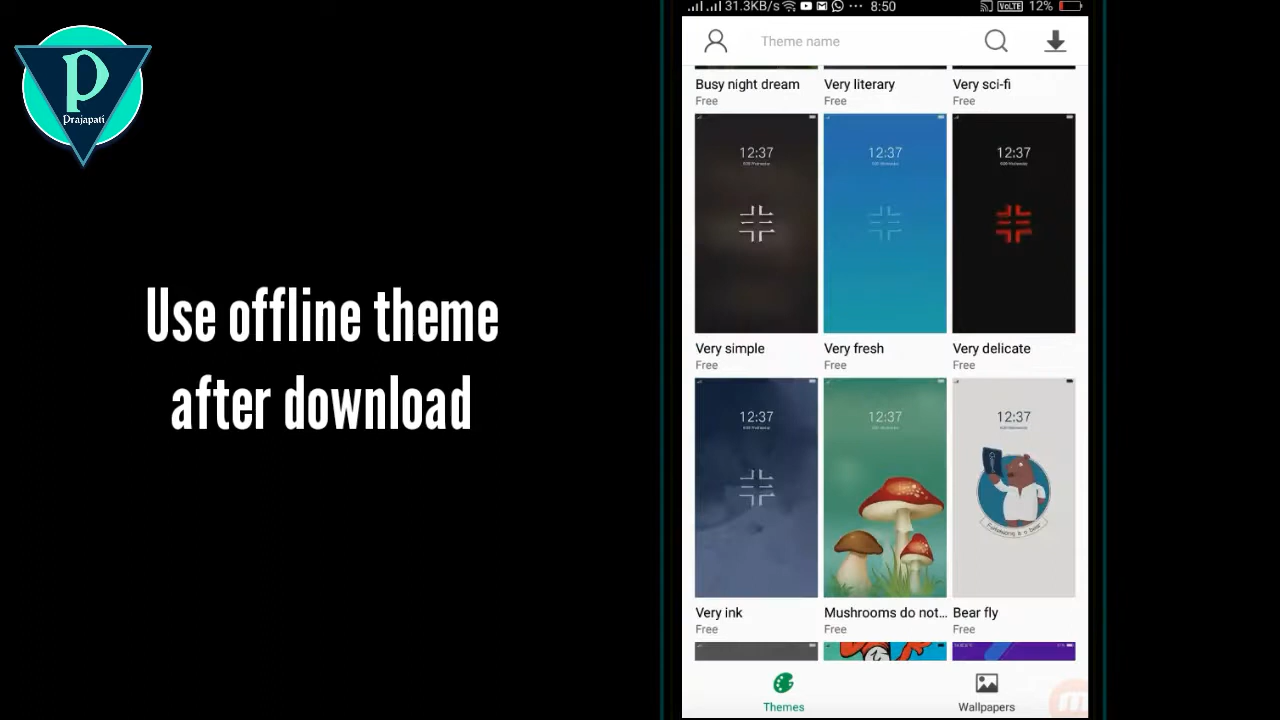 P
Prajapati
Use offline theme
after download
31.3KB/s ... VoLTE 12% 8:50
Theme name
Busy night dream Very literary Very sci-fi
Free Free Free
12:37 12:37 12:37
Very simple Very fresh Very delicate
Free Free Free
12:37 12:37 12:37
Very ink Mushrooms do not... Bear fly
Free Free Free
Themes Wallpapers